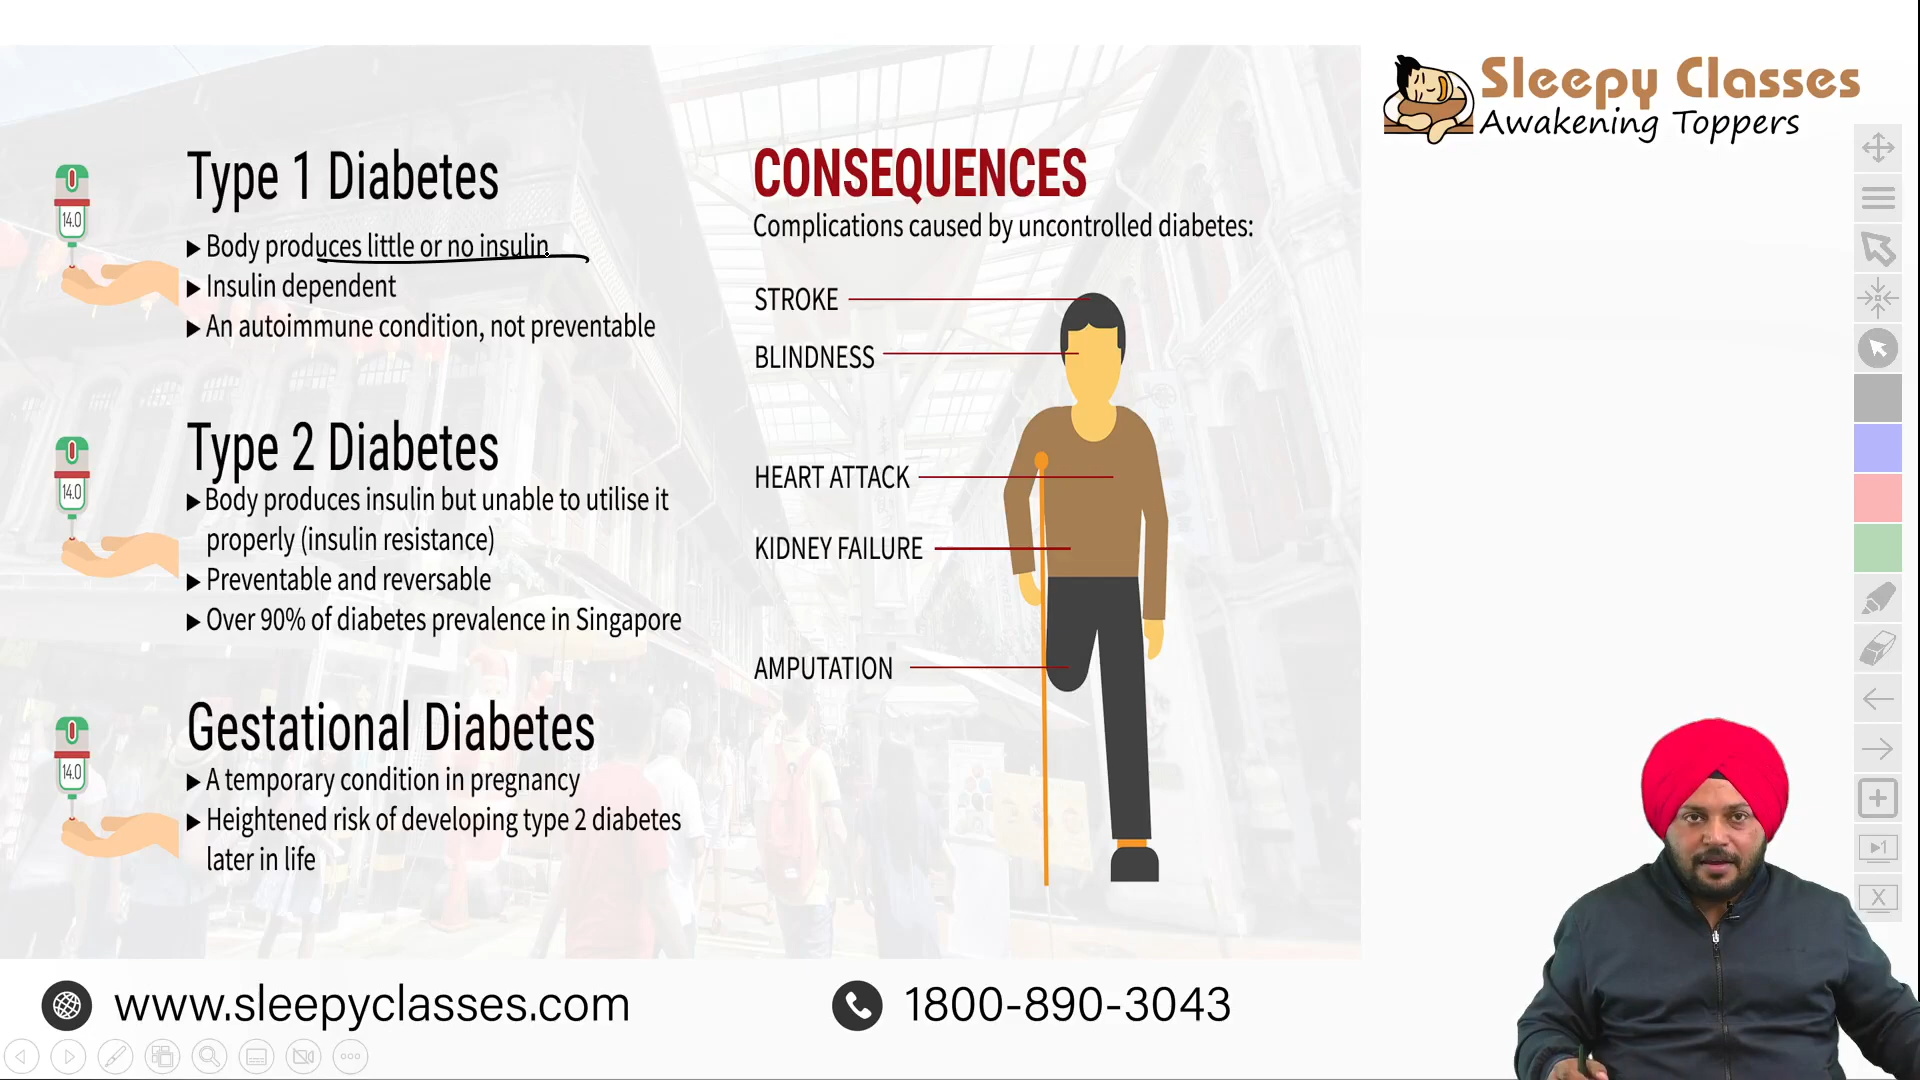 Sleepy Classes
Awakening Toppers
Type 1 Diabetes
14.0
▶ Body produces little or no insulin
▶ Insulin dependent
▶ An autoimmune condition, not preventable
Type 2 Diabetes
14.0
▶ Body produces insulin but unable to utilise it
properly (insulin resistance)
▶ Preventable and reversable
▶ Over 90% of diabetes prevalence in Singapore
Gestational Diabetes
14.0
▶ A temporary condition in pregnancy
▶ Heightened risk of developing type 2 diabetes
later in life
CONSEQUENCES
Complications caused by uncontrolled diabetes:
STROKE
BLINDNESS
HEART ATTACK
KIDNEY FAILURE
AMPUTATION
www.sleepyclasses.com
1800-890-3043